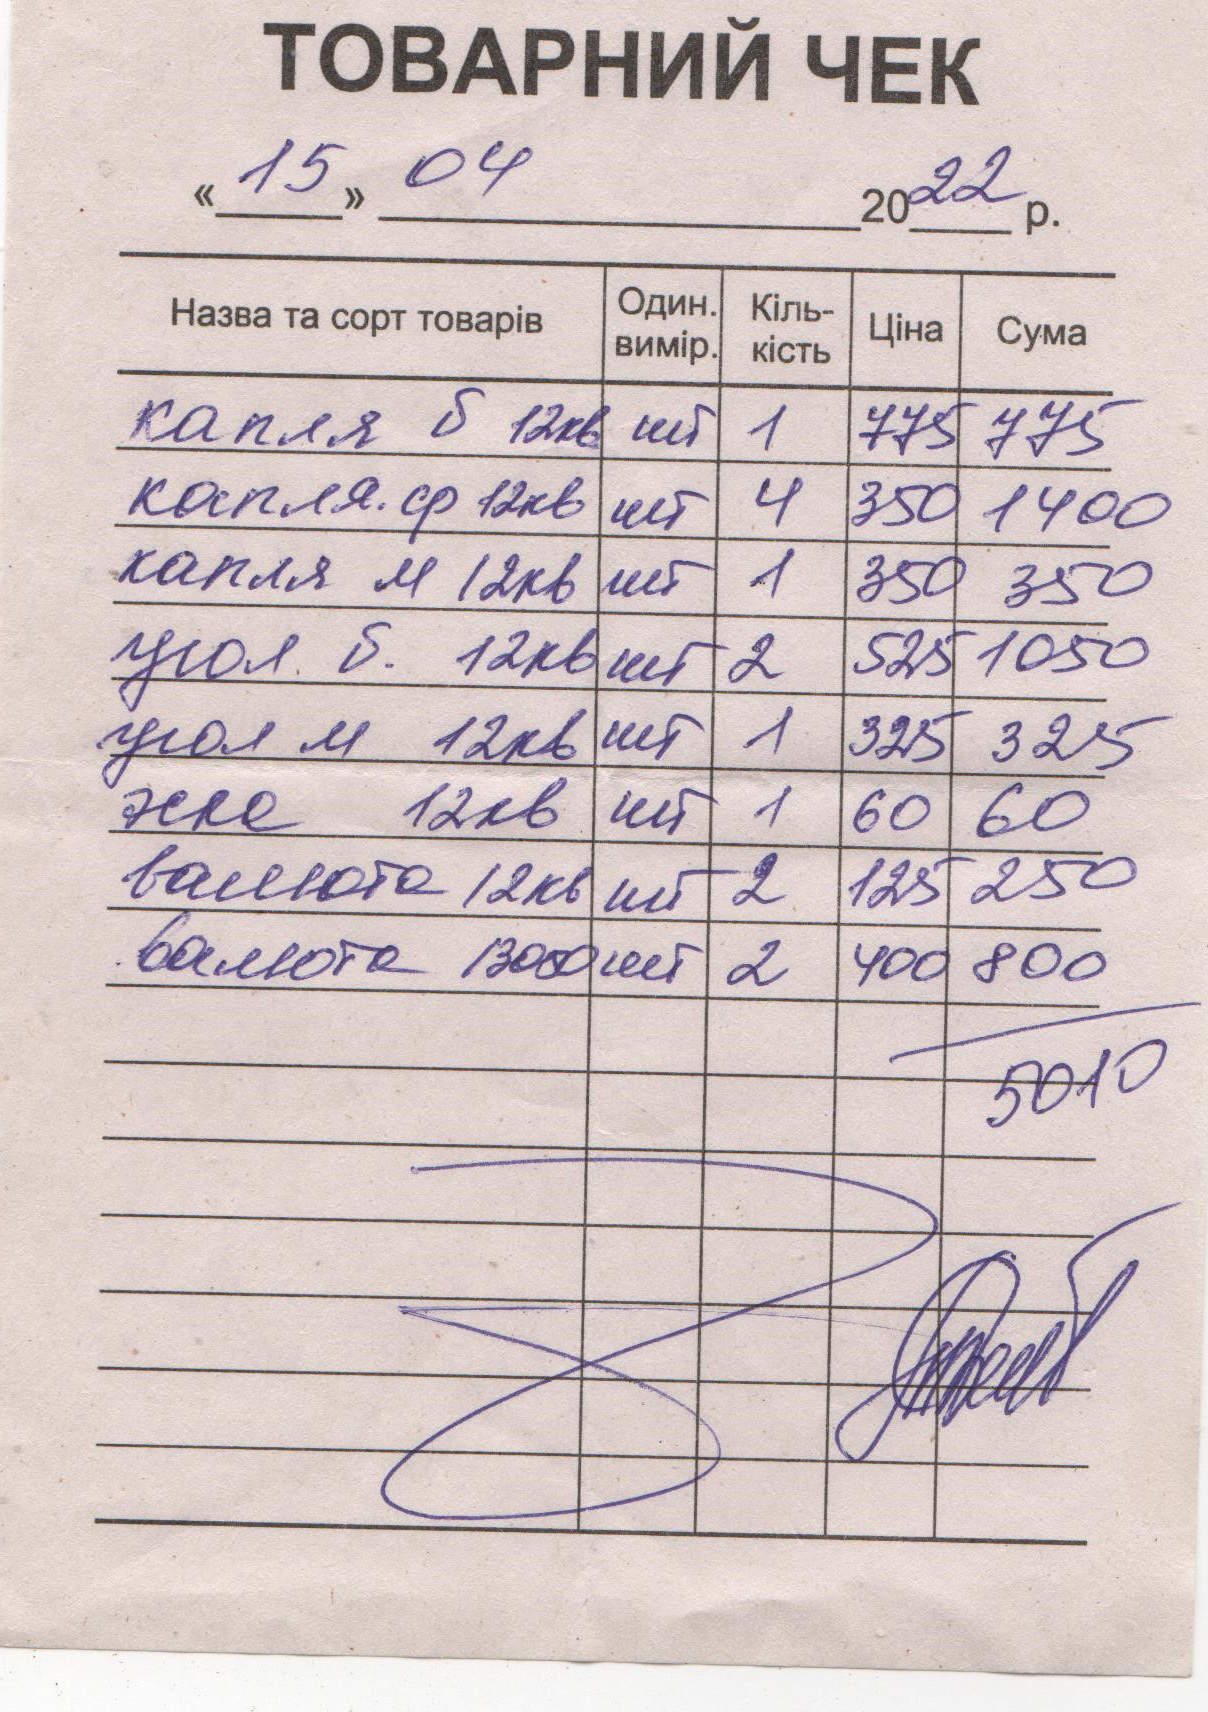 ТОВАРНИЙ ЧЕК
« 15 » 04 2022 р.
Назва та сорт товарів Один. вимір. Кіль-кість Ціна Сума
капля б 12кв шт 1 775 775
капля. ср 12кв шт 4 350 1400
капля м 12кв шт 1 350 350
угол. б. 12кв шт 2 525 1050
угол м 12кв шт 1 325 325
12кв шт 1 60 60
валюта 12кв шт 2 125 250
валюта шт 2 400 800
5010